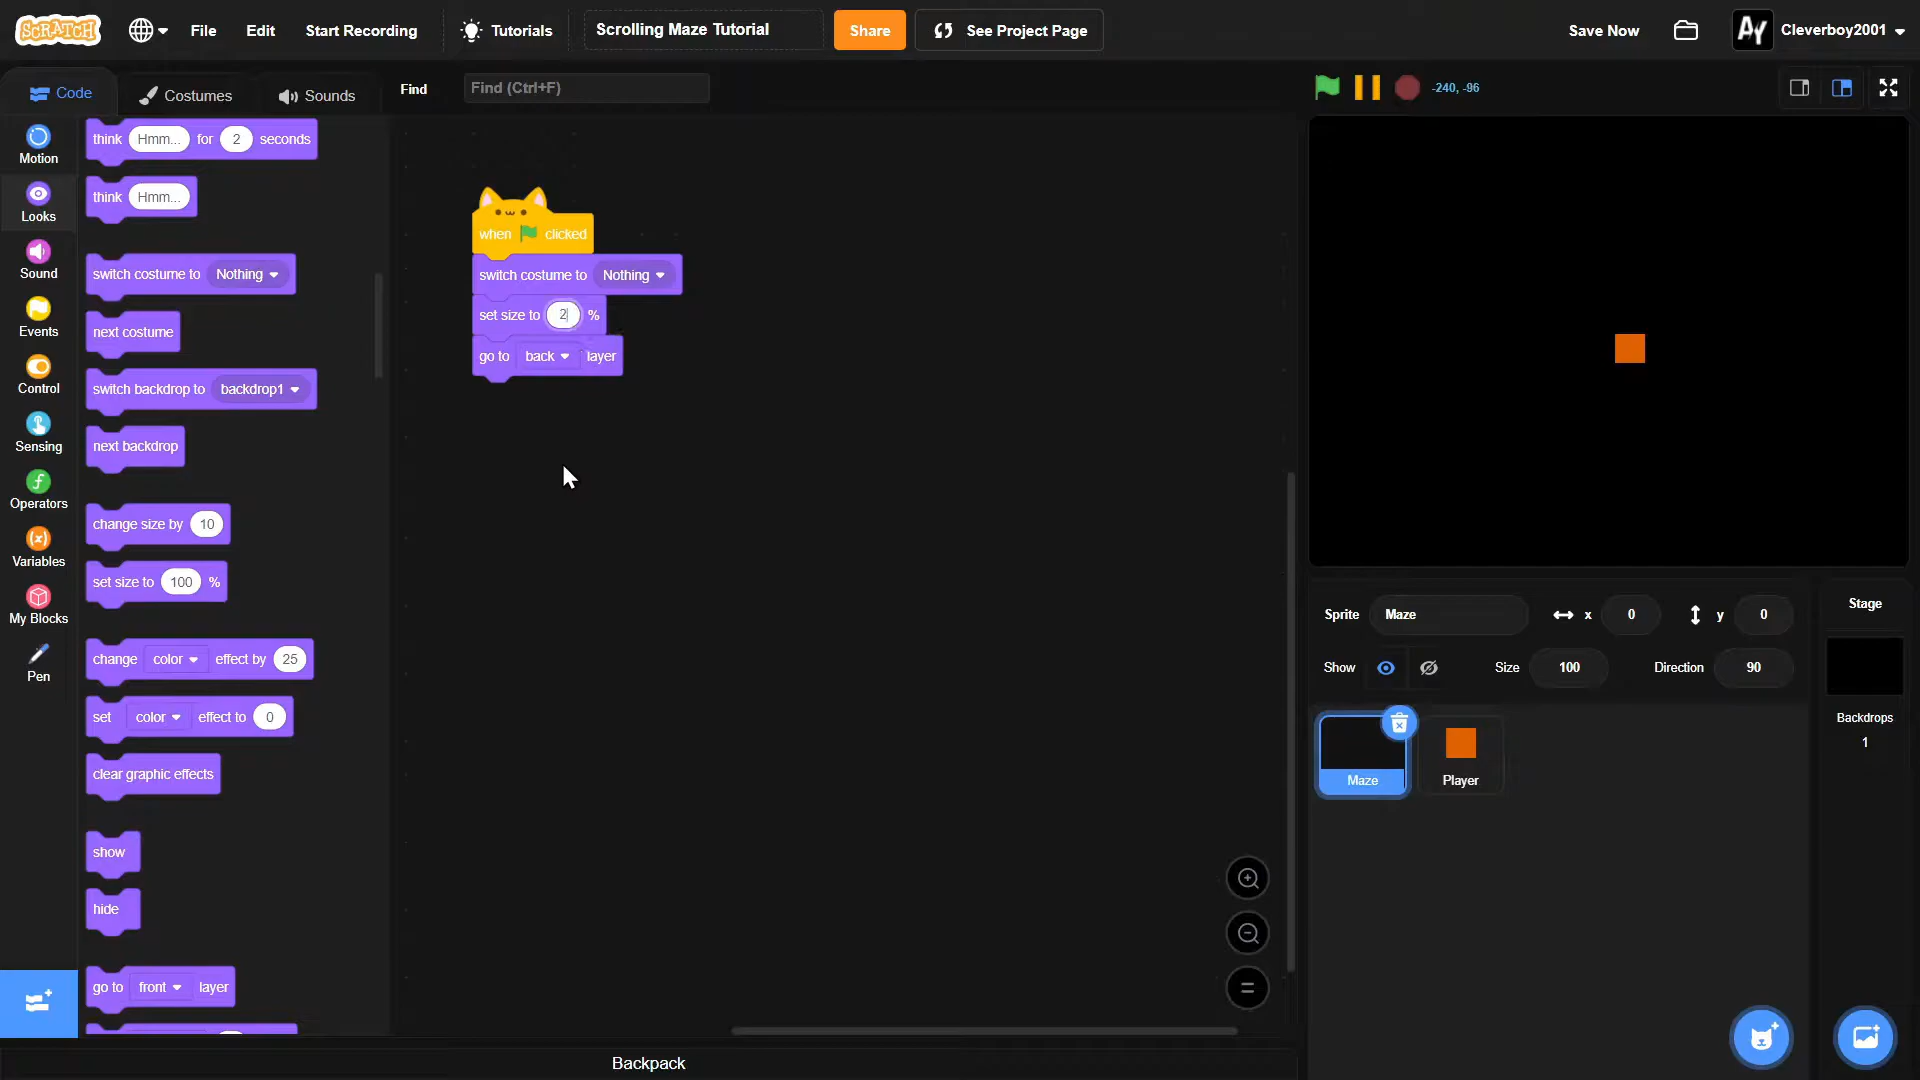 SCRATCH File Edit Start Recording Tutorials Scrolling Maze Tutorial Share See Project Page Save Now Cleverboy2001
Code Costumes Sounds Find Find (Ctrl+F) -240, -96
Motion
Looks
Sound
Events
Control
Sensing
Operators
Variables
My Blocks
Pen
think Hmm... for 2 seconds
think Hmm...
switch costume to Nothing
next costume
switch backdrop to backdrop1
next backdrop
change size by 10
set size to 100 %
change color effect by 25
set color effect to 0
clear graphic effects
show
hide
go to front layer
when clicked
switch costume to Nothing
set size to 2 %
go to back layer
Sprite Maze x 0 y 0
Show Size 100 Direction 90
Maze
Player
Stage
Backdrops
1
Backpack